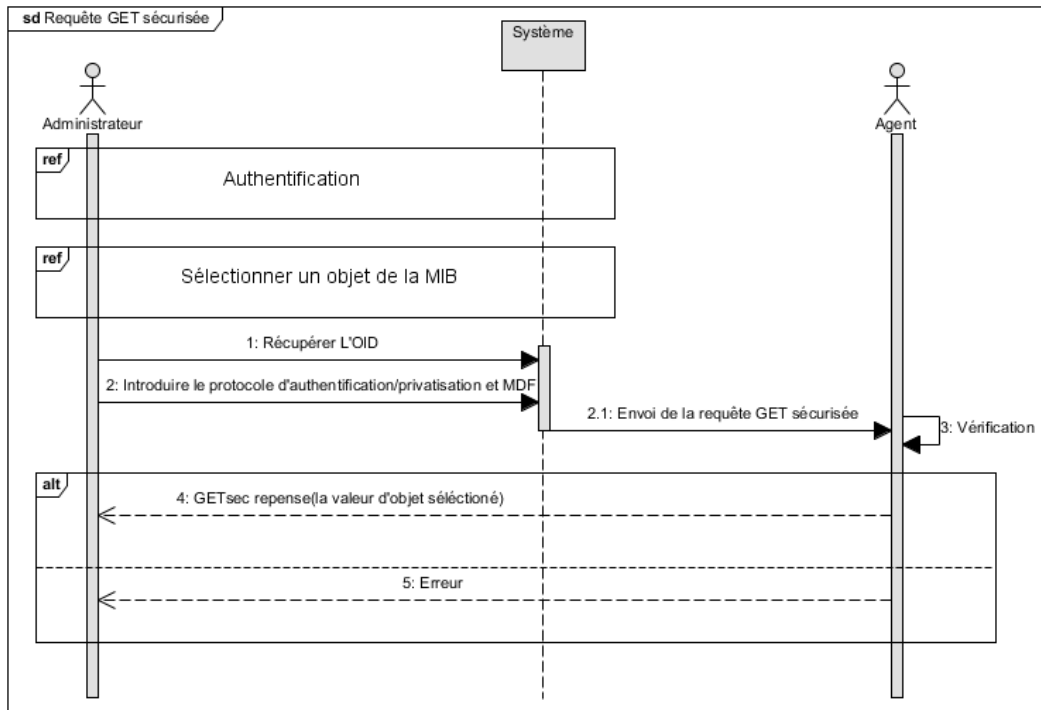 sd Requête GET sécurisée
Système
Administrateur
Agent
ref
Authentification
ref
Sélectionner un objet de la MIB
1: Récupérer L'OID
2: Introduire le protocole d'authentification/privatisation et MDF
2.1: Envoi de la requête GET sécurisée
3: Vérification
alt
4: GETsec repense(la valeur d'objet séléctioné)
5: Erreur